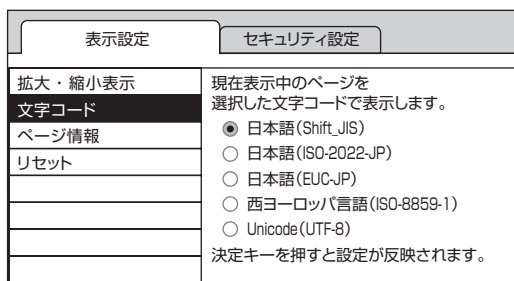 表示設定
セキュリティ設定
拡大・縮小表示
文字コード
ページ情報
リセット
現在表示中のページを
選択した文字コードで表示します。
日本語(Shift_JIS)
日本語(ISO-2022-JP)
日本語(EUC-JP)
西ヨーロッパ言語(ISO-8859-1)
Unicode(UTF-8)
決定キーを押すと設定が反映されます。